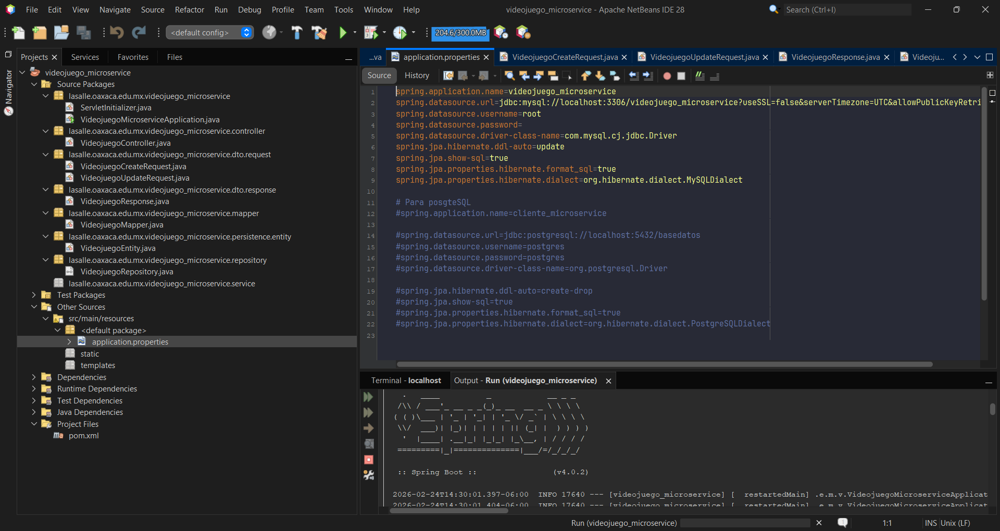 File Edit View Navigate Source Refactor Run Debug Profile Team Tools Window Help
videojuego_microservice - Apache NetBeans IDE 28
Search (Ctrl+I)
<default config>
204.6/300.0MB
Navigator
Projects Services Favorites Files
videojuego_microservice
Source Packages
lasalle.oaxaca.edu.mx.videojuego_microservice
ServletInitializer.java
VideojuegoMicroserviceApplication.java
lasalle.oaxaca.edu.mx.videojuego_microservice.controller
VideojuegoController.java
lasalle.oaxaca.edu.mx.videojuego_microservice.dto.request
VideojuegoCreateRequest.java
VideojuegoUpdateRequest.java
lasalle.oaxaca.edu.mx.videojuego_microservice.dto.response
VideojuegoResponse.java
lasalle.oaxaca.edu.mx.videojuego_microservice.mapper
VideojuegoMapper.java
lasalle.oaxaca.edu.mx.videojuego_microservice.persistence.entity
VideojuegoEntity.java
lasalle.oaxaca.edu.mx.videojuego_microservice.repository
VideojuegoRepository.java
lasalle.oaxaca.edu.mx.videojuego_microservice.service
Test Packages
Other Sources
src/main/resources
<default package>
application.properties
static
templates
Dependencies
Runtime Dependencies
Test Dependencies
Java Dependencies
Project Files
pom.xml
...va application.properties VideojuegoCreateRequest.java VideojuegoUpdateRequest.java VideojuegoResponse.java Videoju...
Source History
1 spring.application.name=videojuego_microservice
2 spring.datasource.url=jdbc:mysql://localhost:3306/videojuego_microservice?useSSL=false&serverTimezone=UTC&allowPublicKeyRetri
3 spring.datasource.username=root
4 spring.datasource.password=
5 spring.datasource.driver-class-name=com.mysql.cj.jdbc.Driver
6 spring.jpa.hibernate.ddl-auto=update
7 spring.jpa.show-sql=true
8 spring.jpa.properties.hibernate.format_sql=true
9 spring.jpa.properties.hibernate.dialect=org.hibernate.dialect.MySQLDialect
10
11 # Para posgteSQL
12 #spring.application.name=cliente_microservice
13
14 #spring.datasource.url=jdbc:postgresql://localhost:5432/basedatos
15 #spring.datasource.username=postgres
16 #spring.datasource.password=postgres
17 #spring.datasource.driver-class-name=org.postgresql.Driver
18
19 #spring.jpa.hibernate.ddl-auto=create-drop
20 #spring.jpa.show-sql=true
21 #spring.jpa.properties.hibernate.format_sql=true
22 #spring.jpa.properties.hibernate.dialect=org.hibernate.dialect.PostgreSQLDialect
23
Terminal - localhost Output - Run (videojuego_microservice)
:: Spring Boot :: (v4.0.2)
2026-02-24T14:30:01.397-06:00 INFO 17640 --- [videojuego_microservice] [ restartedMain] .e.m.v.VideojuegoMicroserviceApplicat
2026-02-24T14:30:01.404-06:00 INFO 17640 --- [videojuego_microservice] [ restartedMain] .e.m.v.VideojuegoMicroserviceApplicat
Run (videojuego_microservice) 1 1:1 INS Unix (LF)